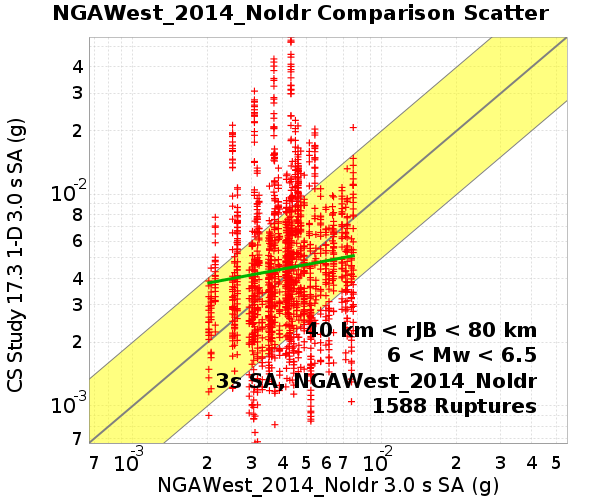 NGAWest_2014_NoIdr Comparison Scatter
CS Study 17.3 1-D 3.0 s SA (g)
4
3
2
10-2
8
6
4
3
2
10-3
7
40 km < rJB < 80 km
6 < Mw < 6.5
3s SA, NGAWest_2014_NoIdr
1588 Ruptures
7 10-3 2 3 4 5 6 7 10-2 2 3 4 5
NGAWest_2014_NoIdr 3.0 s SA (g)